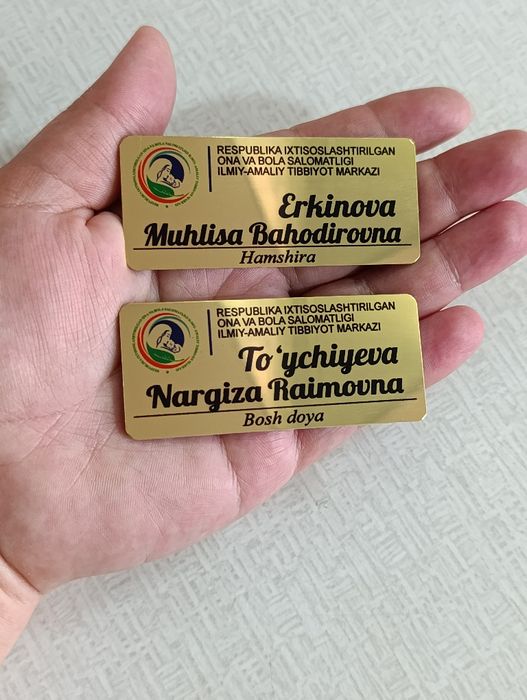 RESPUBLIKA IXTISOSLASHTIRILGAN
ONA VA BOLA SALOMATLIGI
ILMIY-AMALIY TIBBIYOT MARKAZI
Erkinova
Muhlisa Bahodirovna
Hamshira
RESPUBLIKA IXTISOSLASHTIRILGAN
ONA VA BOLA SALOMATLIGI
ILMIY-AMALIY TIBBIYOT MARKAZI
To‘ychiyeva
Nargiza Raimovna
Bosh doya